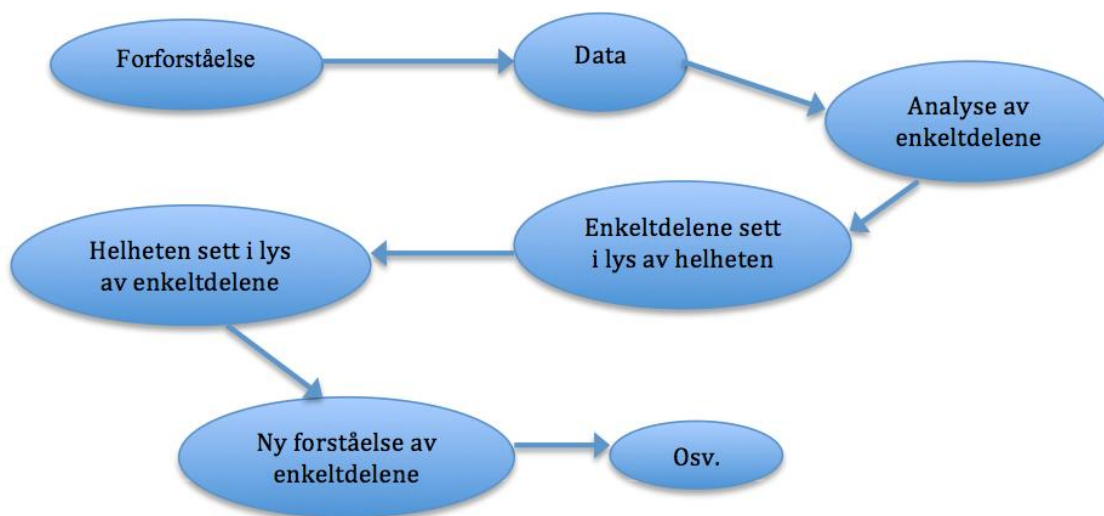 Forforståelse
Data
Analyse av
enkeltdelene
Enkeltdelene sett
i lys av helheten
Helheten sett i lys
av enkeltdelene
Ny forståelse av
enkeltdelene
Osv.